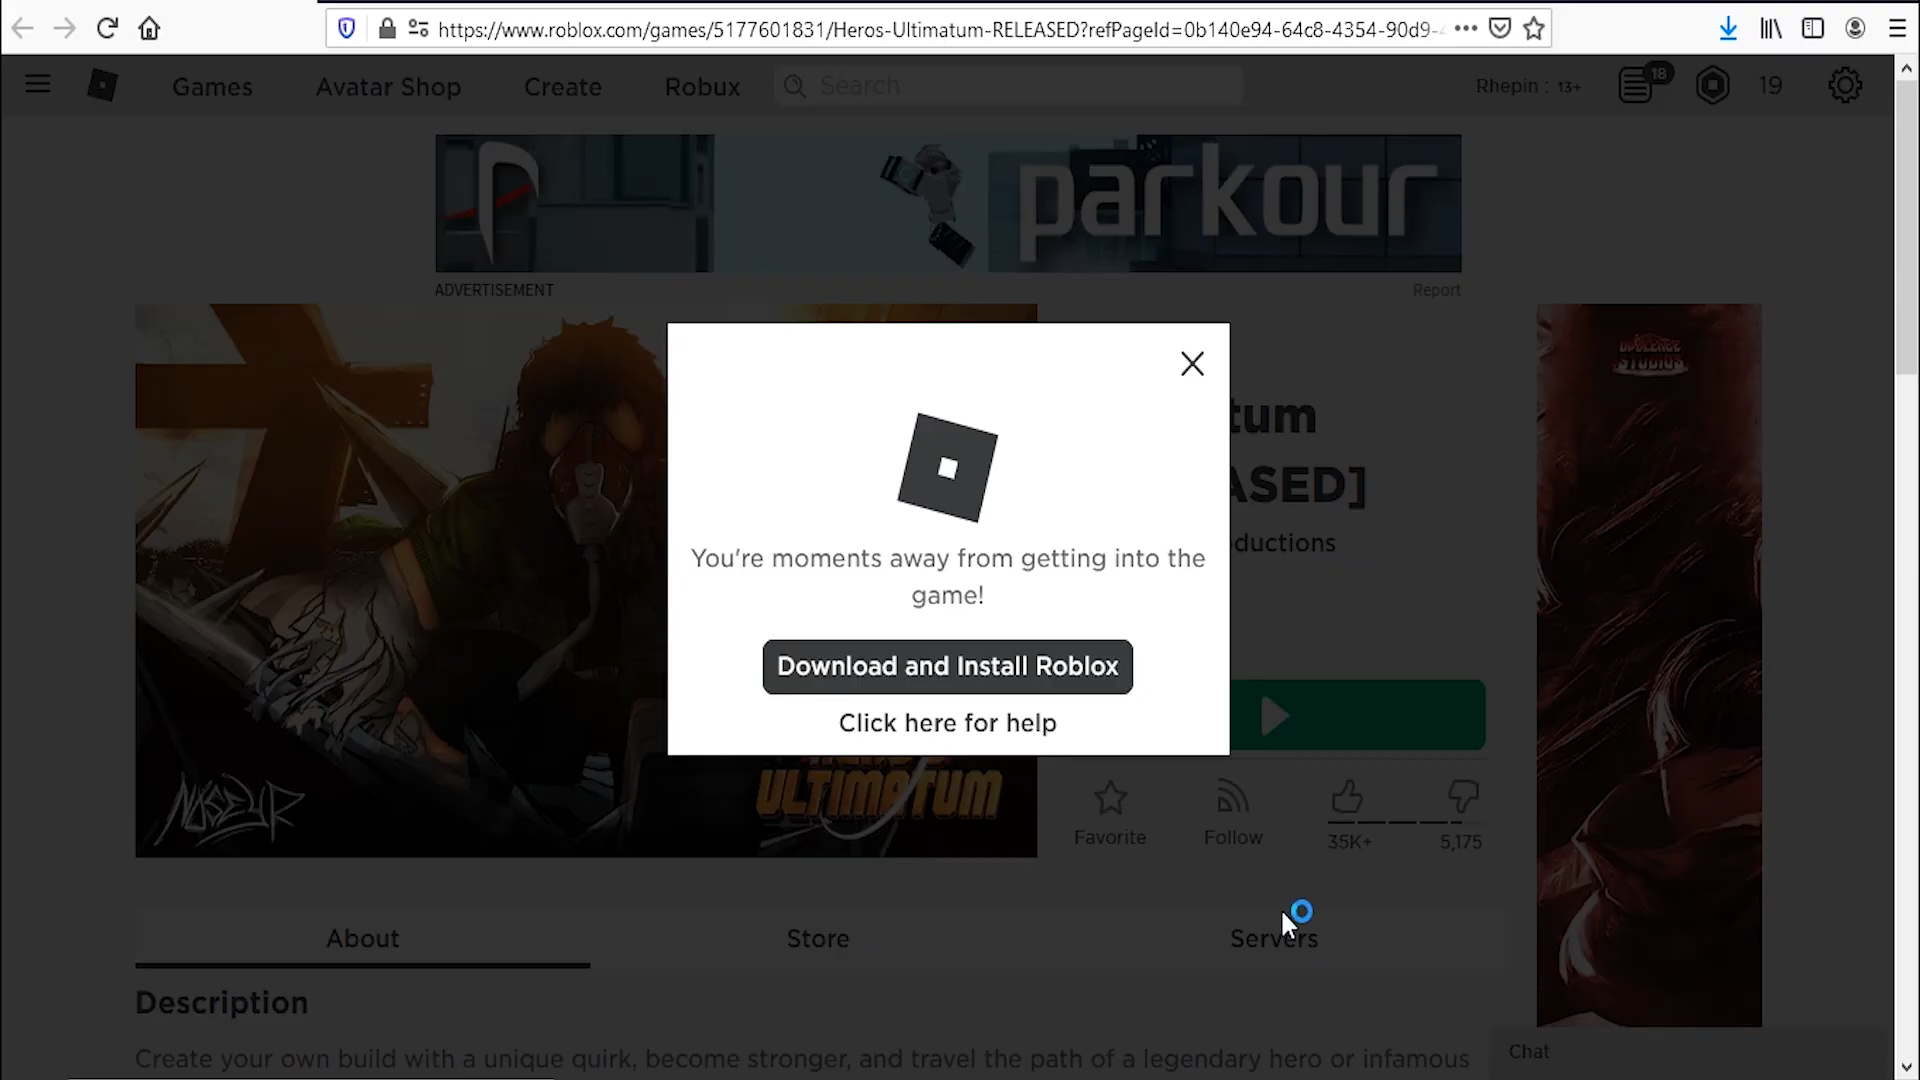 https://www.roblox.com/games/5177601831/Heros-Ultimatum-RELEASED?refPageId=0b140e94-64c8-4354-90d9-
Games
Avatar Shop
Create
Robux
Search
Rhepin : 13+
18
19
parkour
ADVERTISEMENT
Report
OPULENCE
STUDIOS
tum
ASED]
ductions
You're moments away from getting into the
game!
Download and Install Roblox
Click here for help
ULTIMATUM
Favorite
Follow
35K+
5,175
About
Store
Servers
Description
Create your own build with a unique quirk, become stronger, and travel the path of a legendary hero or infamous
Chat